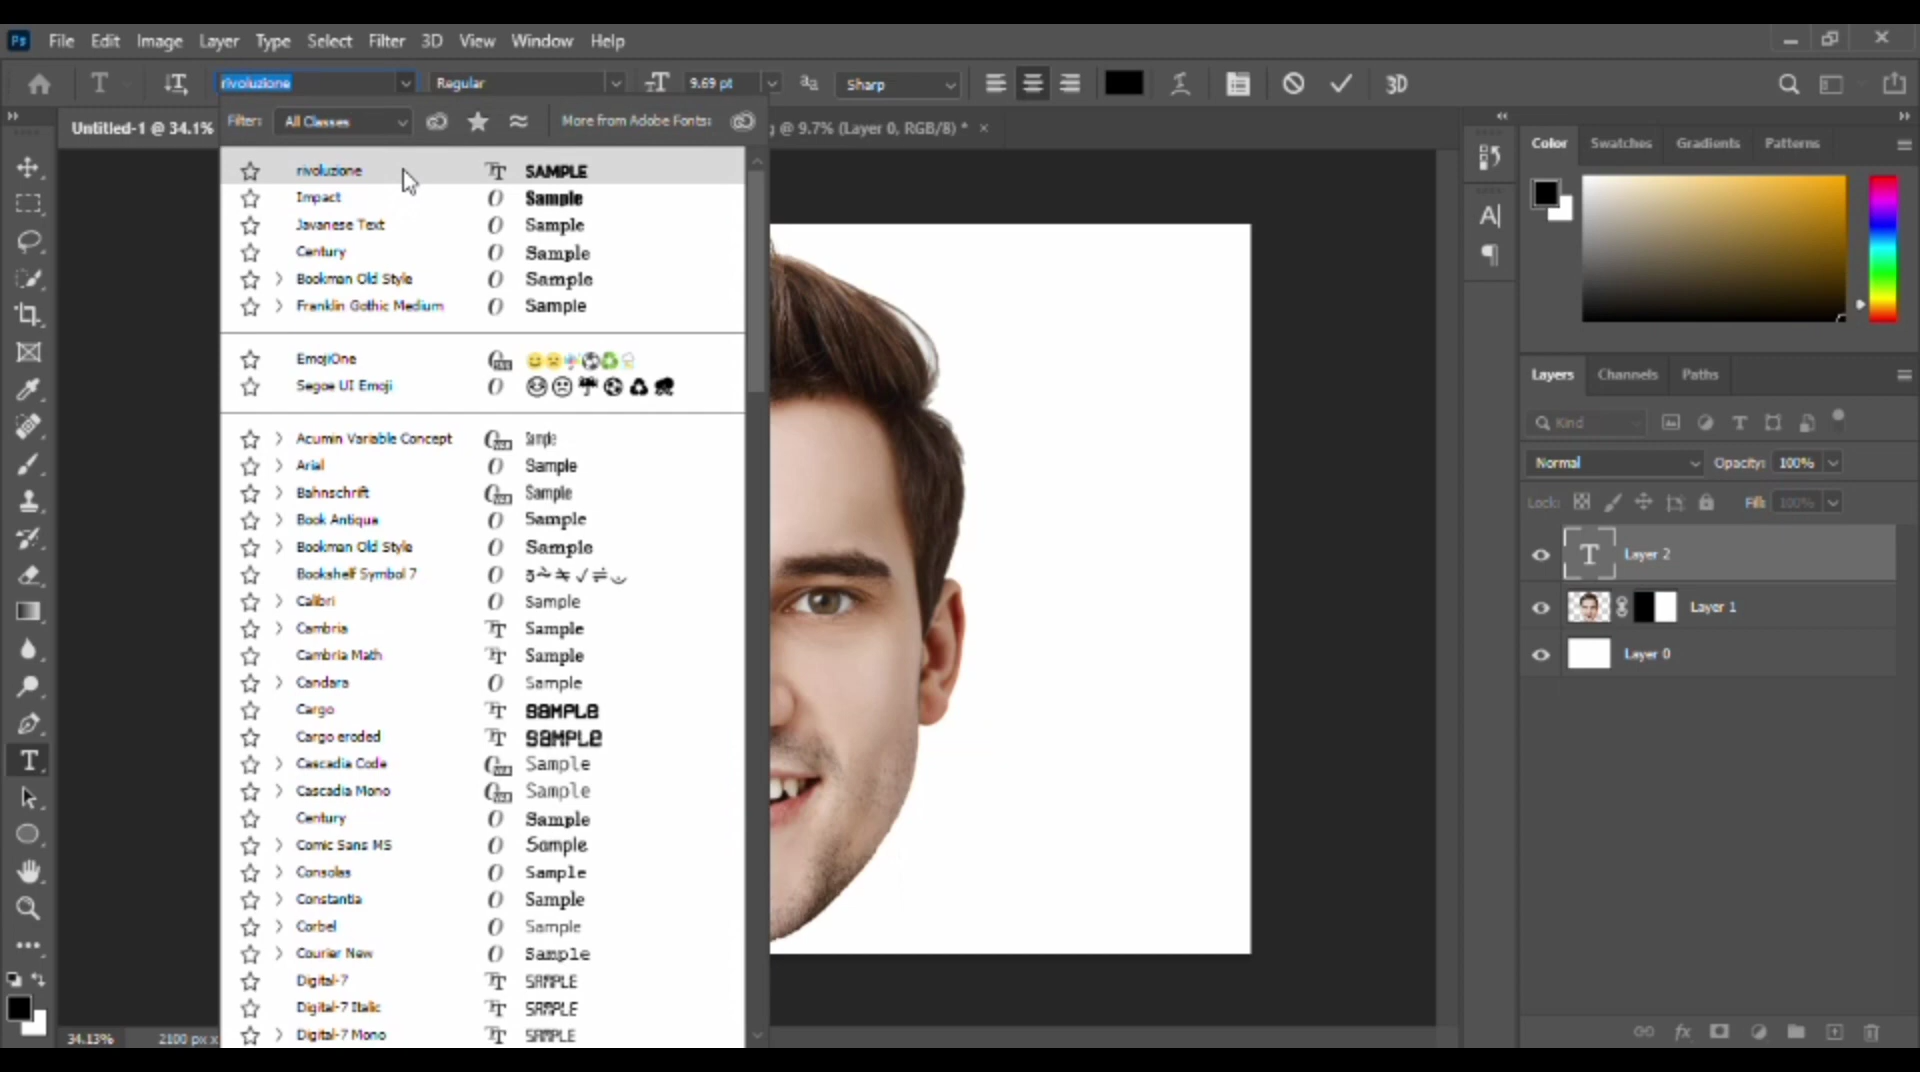 Ps File Edit Image Layer Type Select Filter 3D View Window Help
rivoluzione Regular 9.69 pt aa Sharp 3D
Filter: All Classes More from Adobe Fonts:
Untitled-1 @ 34.1% g @ 9.7% (Layer 0, RGB/8) * ×
rivoluzione SAMPLE
Impact Sample
Javanese Text Sample
Century Sample
Bookman Old Style Sample
Franklin Gothic Medium Sample
EmojiOne
Segoe UI Emoji
Acumin Variable Concept Sample
Arial Sample
Bahnschrift Sample
Book Antiqua Sample
Bookman Old Style Sample
Bookshelf Symbol 7
Calibri Sample
Cambria Sample
Cambria Math Sample
Candara Sample
Cargo saMPLe
Cargo eroded saMPLe
Cascadia Code Sample
Cascadia Mono Sample
Century Sample
Comic Sans MS Sample
Consolas Sample
Constantia Sample
Corbel Sample
Courier New Sample
Digital-7 SAMPLE
Digital-7 Italic SAMPLE
Digital-7 Mono SAMPLE
34.13% 2100 px x
Color Swatches Gradients Patterns
Layers Channels Paths
Kind
Normal Opacity: 100%
Lock: Fill: 100%
Layer 2
Layer 1
Layer 0
fx